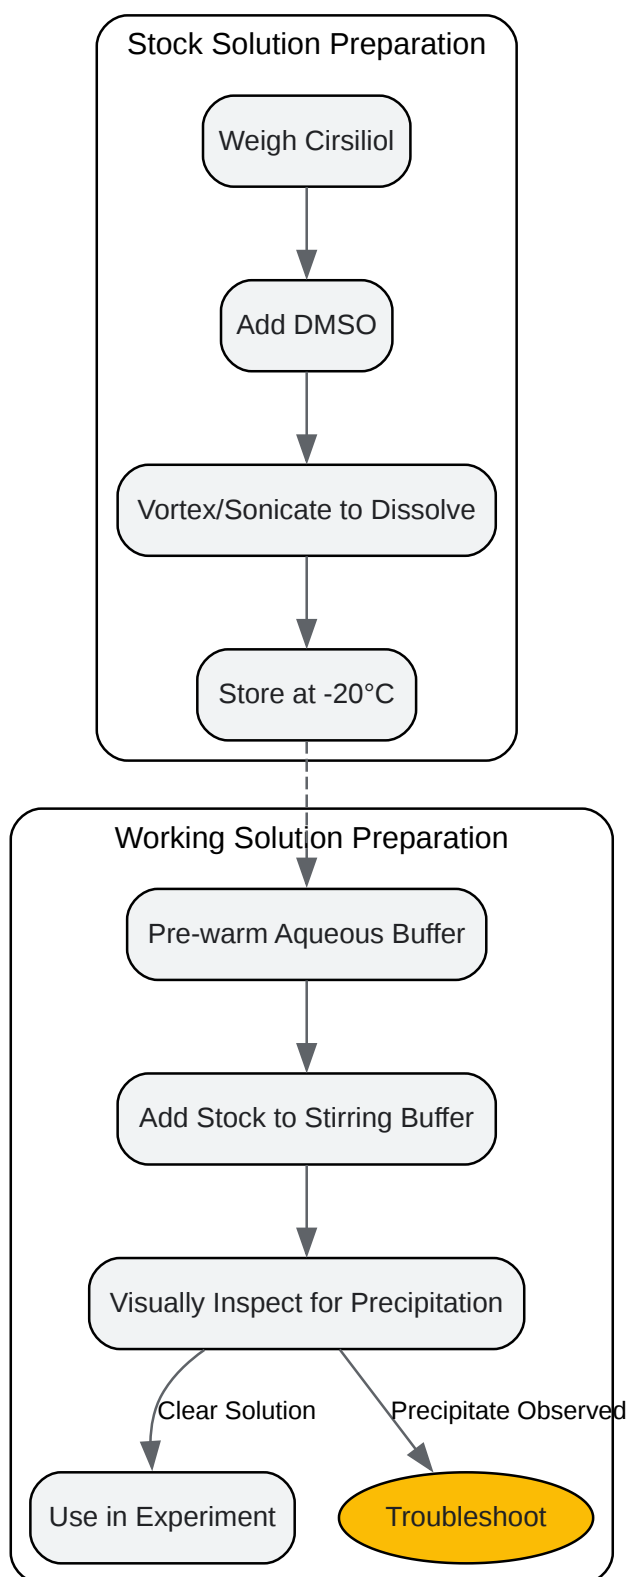 Stock Solution Preparation
Weigh Cirsiliol
Add DMSO
Vortex/Sonicate to Dissolve
Store at -20°C
Working Solution Preparation
Pre-warm Aqueous Buffer
Add Stock to Stirring Buffer
Visually Inspect for Precipitation
Clear Solution
Precipitate Observed
Use in Experiment
Troubleshoot